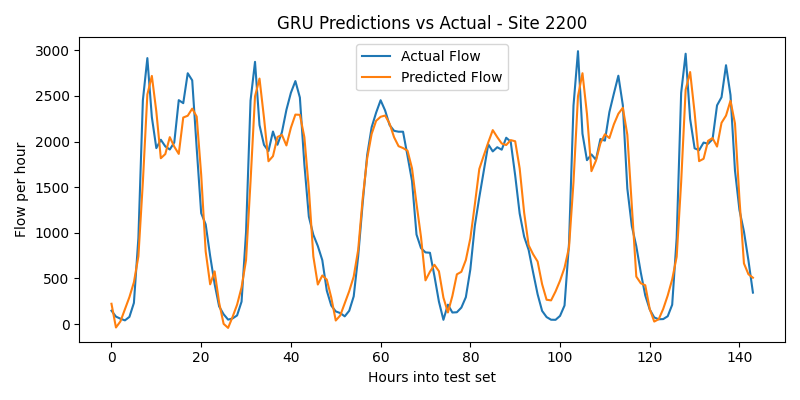 GRU Predictions vs Actual - Site 2200
Actual Flow
Predicted Flow
Flow per hour
3000
2500
2000
1500
1000
500
0
0 20 40 60 80 100 120 140
Hours into test set